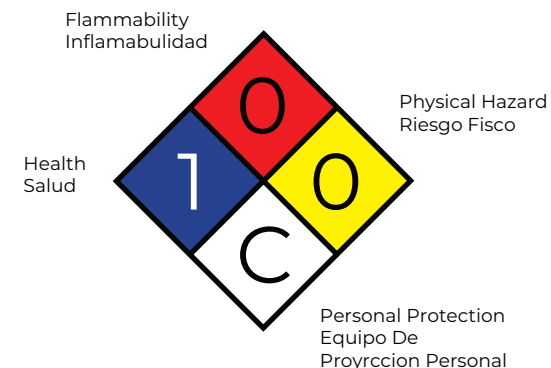 Flammability
Inflamabulidad
0
Physical Hazard
Riesgo Fisco
Health
Salud
1
0
C
Personal Protection
Equipo De
Proyrccion Personal